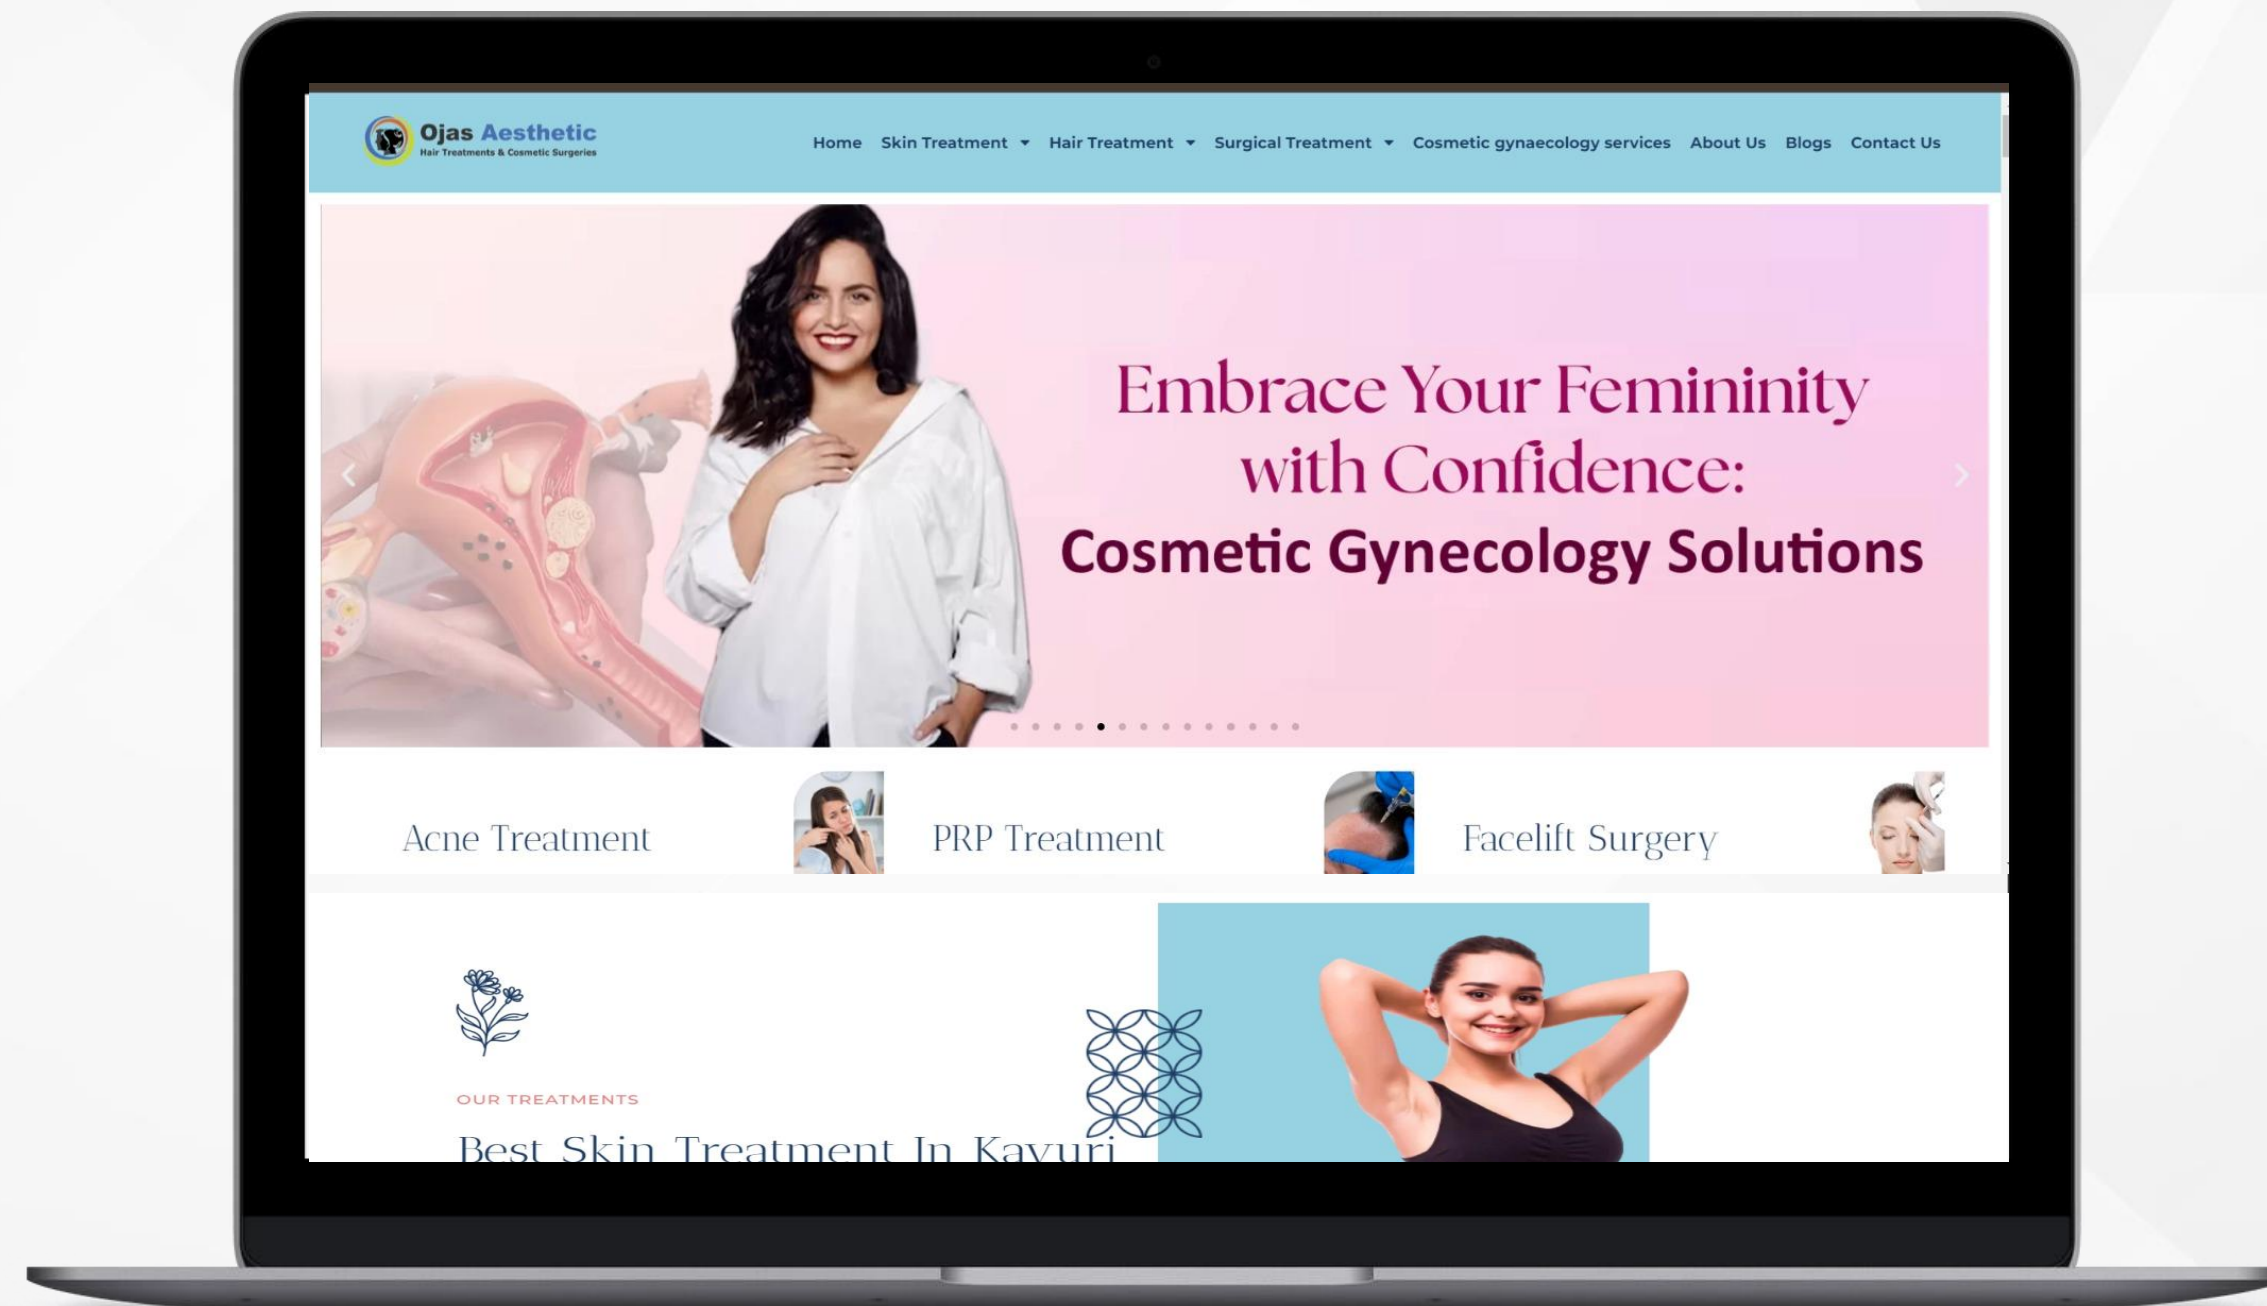 Ojas Aesthetic
Hair Treatments & Cosmetic Surgeries
Home Skin Treatment Hair Treatment Surgical Treatment Cosmetic gynaecology services About Us Blogs Contact Us
Embrace Your Femininity
with Confidence:
Cosmetic Gynecology Solutions
Acne Treatment PRP Treatment Facelift Surgery
OUR TREATMENTS
Best Skin Treatment In Kavuri